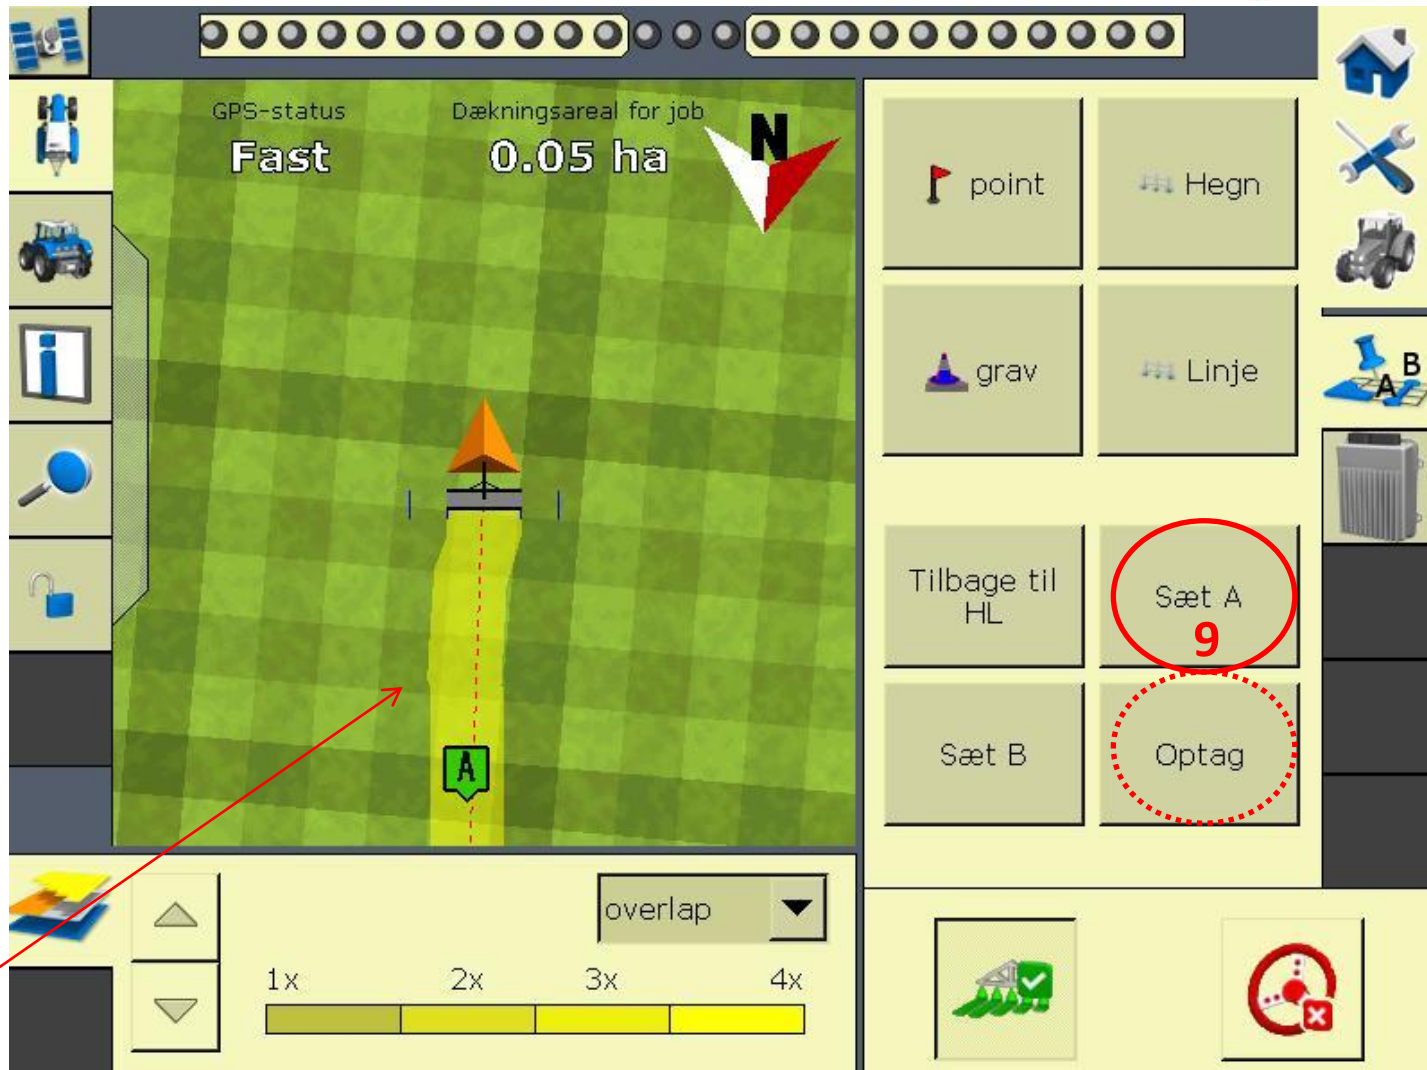 GPS-status
Fast
Dækningsareal for job
0.05 ha
N
point
Hegn
grav
Linje
A B
Tilbage til
HL
Sæt A
9
Sæt B
Optag
A
overlap
1x 2x 3x 4x